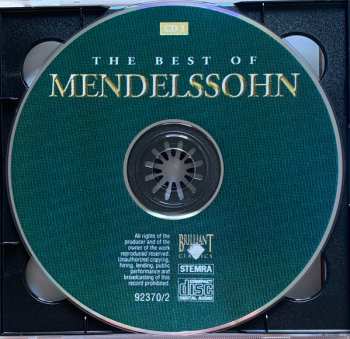 CD 1
THE BEST OF
MENDELSSOHN
All rights of the
producer and of the
owner of the work
reproduced reserved.
Unauthorized copying,
hiring, lending, public
performance and
broadcasting of this
record prohibited.
92370/2
BRILLIANT
CLASSICS
STEMRA
COMPACT
disc
DIGITAL AUDIO